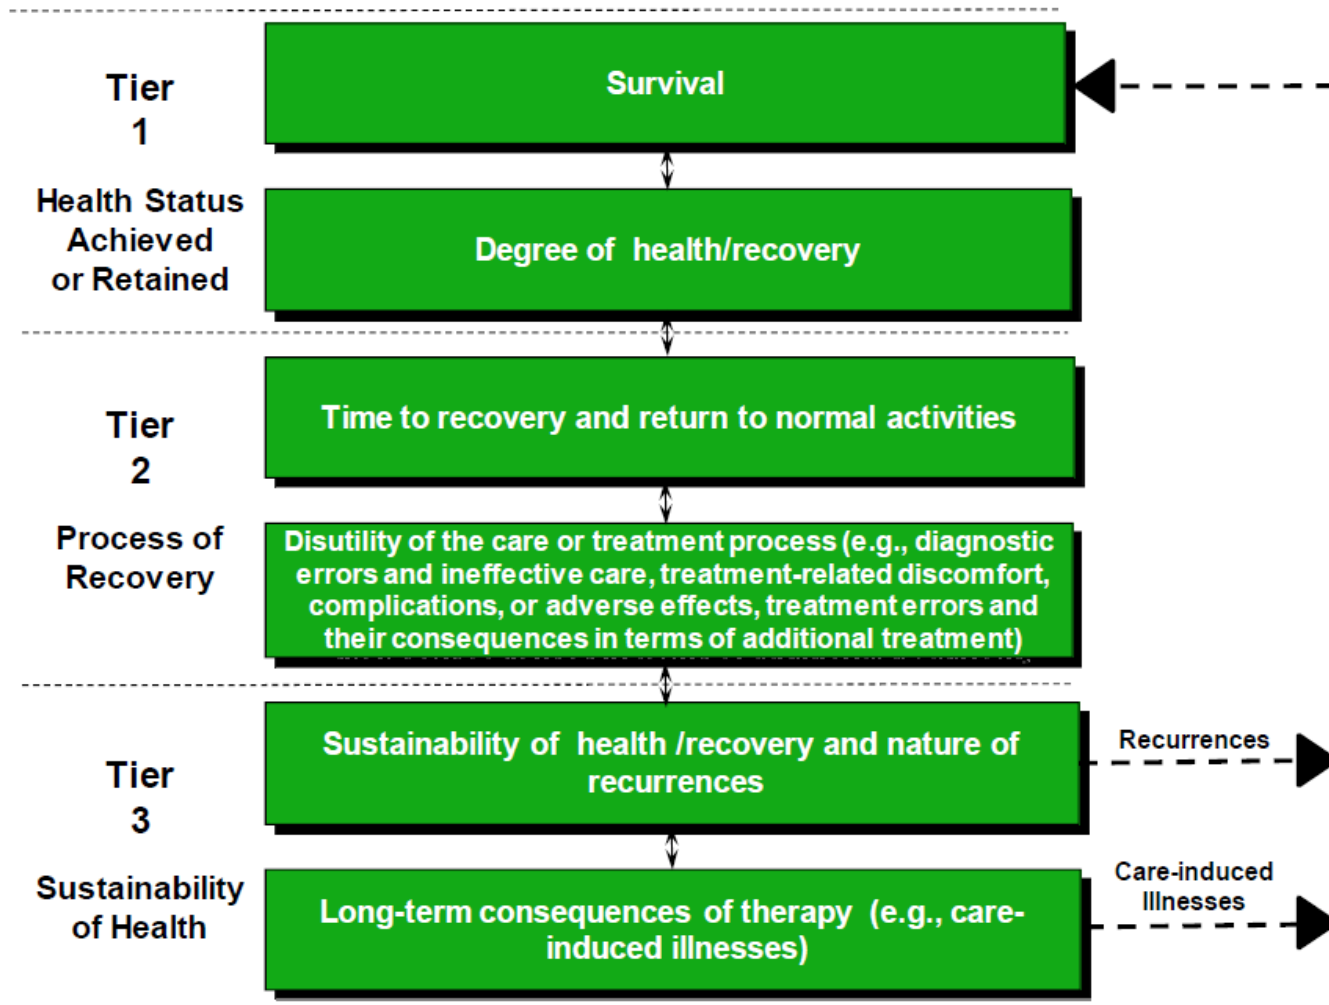 Tier
1
Survival
Health Status
Achieved
or Retained
Degree of health/recovery
Tier
2
Time to recovery and return to normal activities
Process of
Recovery
Disutility of the care or treatment process (e.g., diagnostic
errors and ineffective care, treatment-related discomfort,
complications, or adverse effects, treatment errors and
their consequences in terms of additional treatment)
Tier
3
Sustainability of health /recovery and nature of
recurrences
Recurrences
Sustainability
of Health
Long-term consequences of therapy (e.g., care-
induced illnesses)
Care-induced
Illnesses